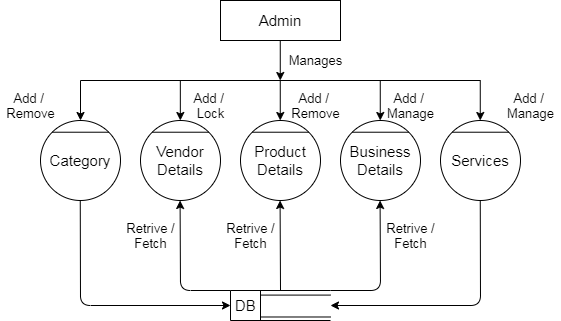 Admin
Manages
Add /
Remove
Add /
Lock
Add /
Remove
Add /
Manage
Add /
Manage
Category
Vendor
Details
Product
Details
Business
Details
Services
Retrive /
Fetch
Retrive /
Fetch
Retrive /
Fetch
DB